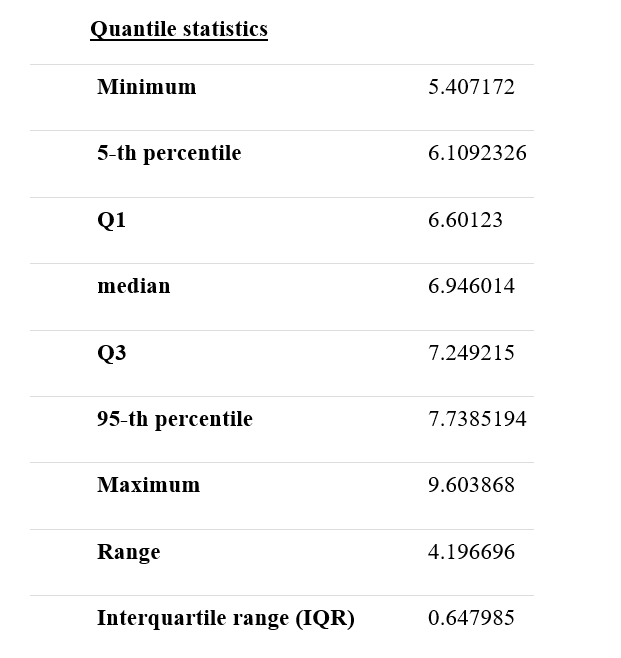 Quantile statistics
Minimum 5.407172
5-th percentile 6.1092326
Q1 6.60123
median 6.946014
Q3 7.249215
95-th percentile 7.7385194
Maximum 9.603868
Range 4.196696
Interquartile range (IQR) 0.647985